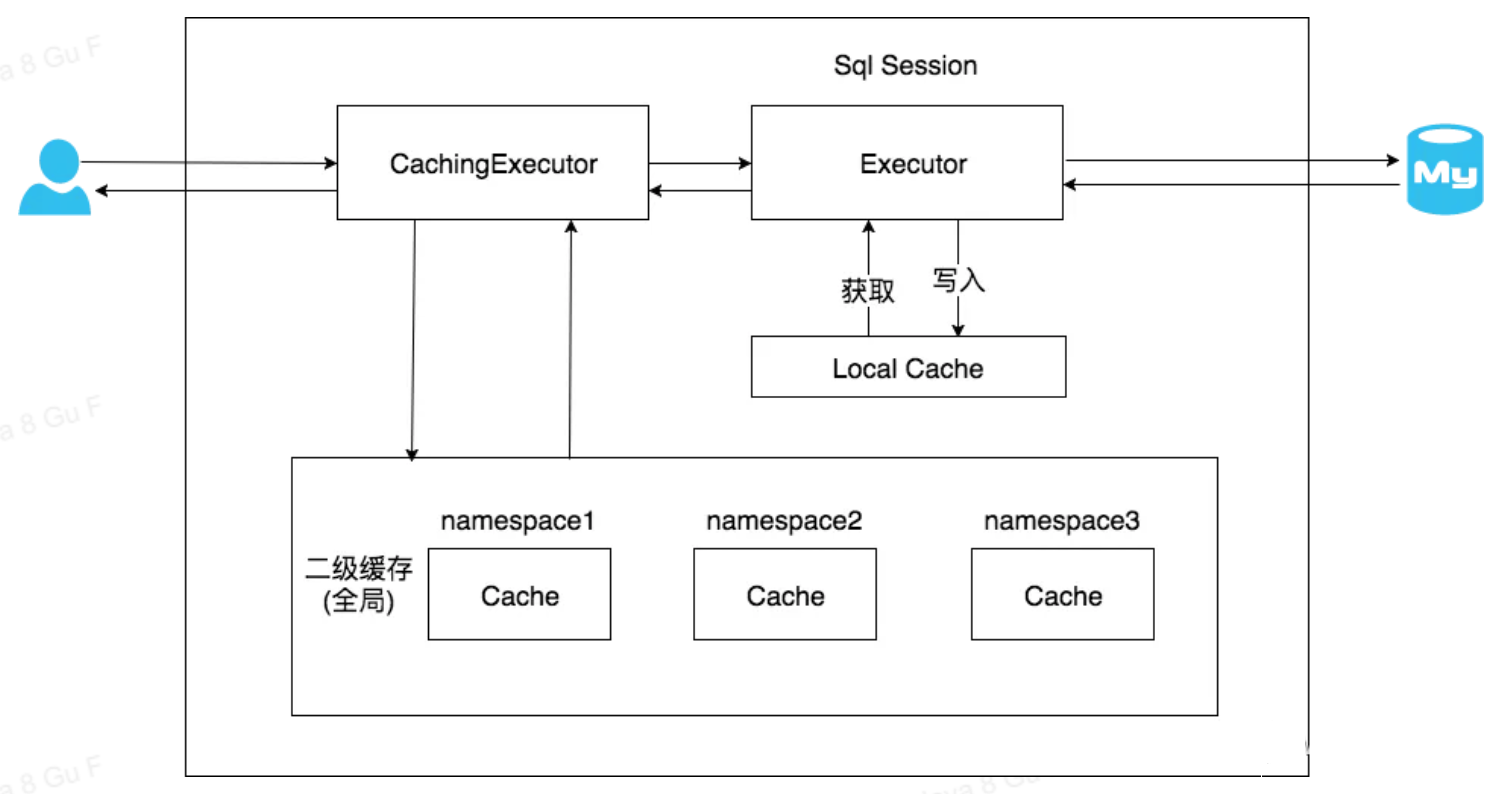 Sql Session
CachingExecutor
Executor
My
获取
写入
Local Cache
namespace1
namespace2
namespace3
二级缓存
(全局)
Cache
Cache
Cache
a 8 Gu F
a 8 Gu F
a 8 Gu F